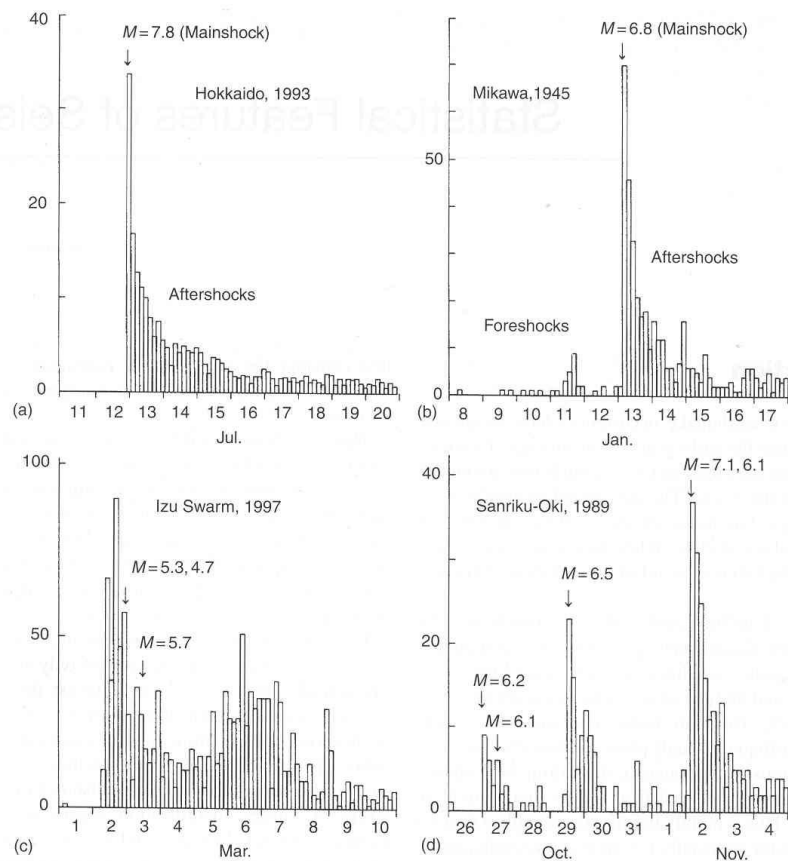 Statistical Features of Seis
40
M=7.8 (Mainshock)
Hokkaido, 1993
20
Aftershocks
0
(a)
11 12 13 14 15 16 17 18 19 20
Jul.
M=6.8 (Mainshock)
Mikawa,1945
50
Aftershocks
Foreshocks
0
(b)
8 9 10 11 12 13 14 15 16 17
Jan.
100
Izu Swarm, 1997
M=5.3, 4.7
M=5.7
50
0
(c)
1 2 3 4 5 6 7 8 9 10
Mar.
40
M=7.1, 6.1
Sanriku-Oki, 1989
M=6.5
20
M=6.2
M=6.1
0
(d)
26 27 28 29 30 31 1 2 3 4
Oct. Nov.